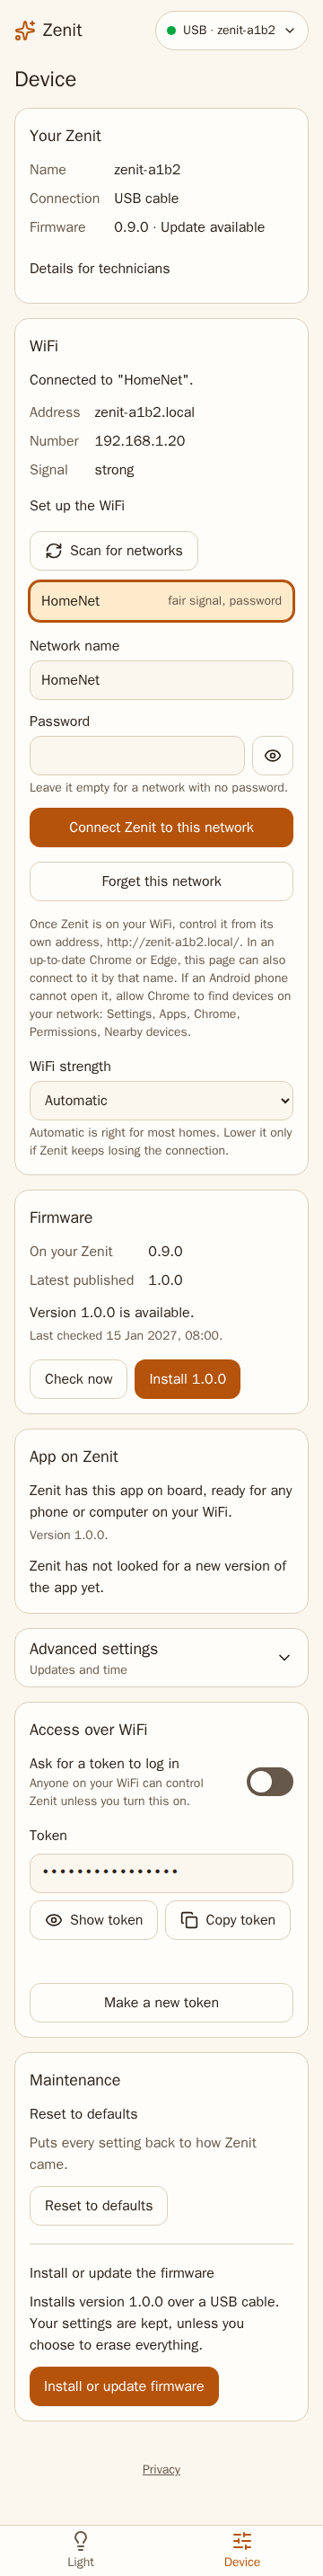 Zenit
USB · zenit-a1b2
Device
Your Zenit
Name zenit-a1b2
Connection USB cable
Firmware 0.9.0 · Update available
Details for technicians
WiFi
Connected to "HomeNet".
Address zenit-a1b2.local
Number 192.168.1.20
Signal strong
Set up the WiFi
Scan for networks
HomeNet fair signal, password
Network name
HomeNet
Password
Leave it empty for a network with no password.
Connect Zenit to this network
Forget this network
Once Zenit is on your WiFi, control it from its
own address, http://zenit-a1b2.local/. In an
up-to-date Chrome or Edge, this page can also
connect to it by that name. If an Android phone
cannot open it, allow Chrome to find devices on
your network: Settings, Apps, Chrome,
Permissions, Nearby devices.
WiFi strength
Automatic
Automatic is right for most homes. Lower it only
if Zenit keeps losing the connection.
Firmware
On your Zenit 0.9.0
Latest published 1.0.0
Version 1.0.0 is available.
Last checked 15 Jan 2027, 08:00.
Check now Install 1.0.0
App on Zenit
Zenit has this app on board, ready for any
phone or computer on your WiFi.
Version 1.0.0.
Zenit has not looked for a new version of
the app yet.
Advanced settings
Updates and time
Access over WiFi
Ask for a token to log in
Anyone on your WiFi can control
Zenit unless you turn this on.
Token
••••••••••••••••
Show token Copy token
Make a new token
Maintenance
Reset to defaults
Puts every setting back to how Zenit
came.
Reset to defaults
Install or update the firmware
Installs version 1.0.0 over a USB cable.
Your settings are kept, unless you
choose to erase everything.
Install or update firmware
Privacy
Light Device